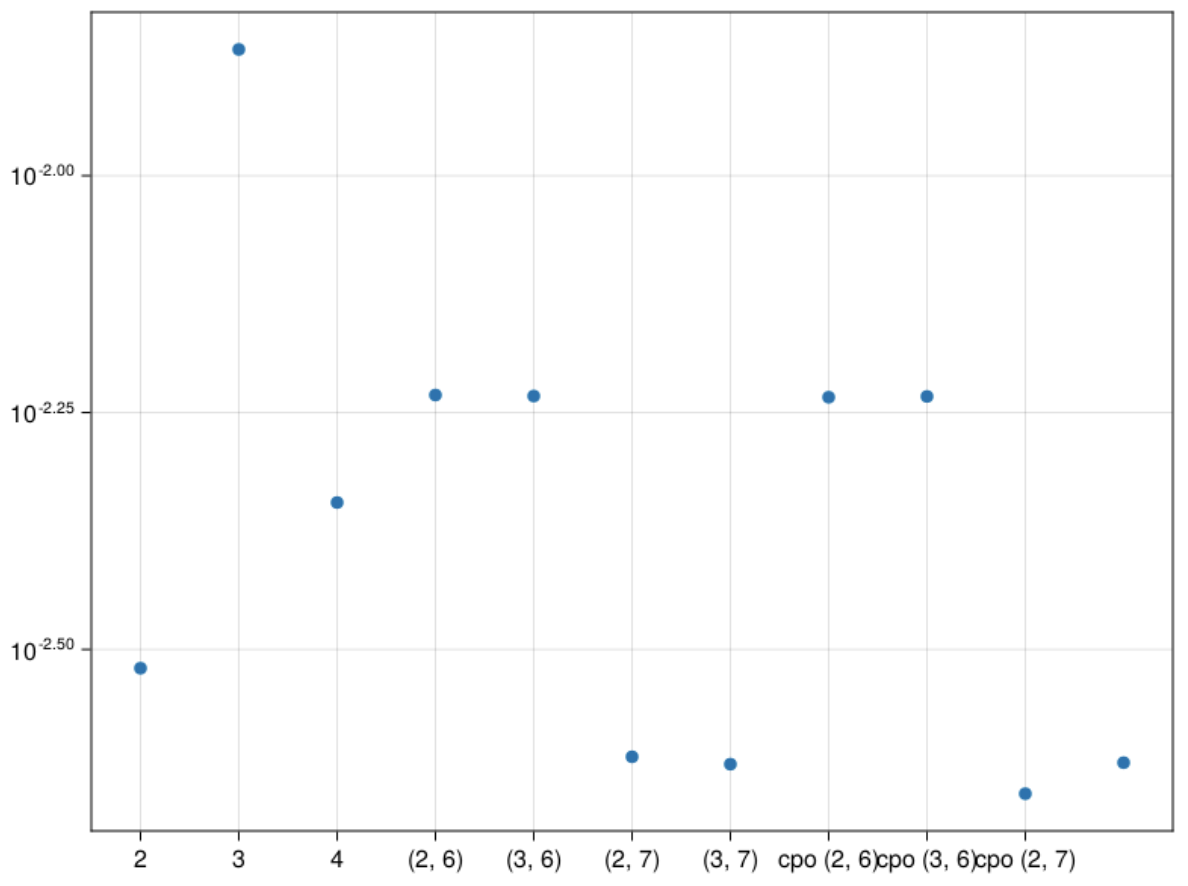 10^-2.00
10^-2.25
10^-2.50
2 3 4 (2, 6) (3, 6) (2, 7) (3, 7) cpo (2, 6) cpo (3, 6) cpo (2, 7)